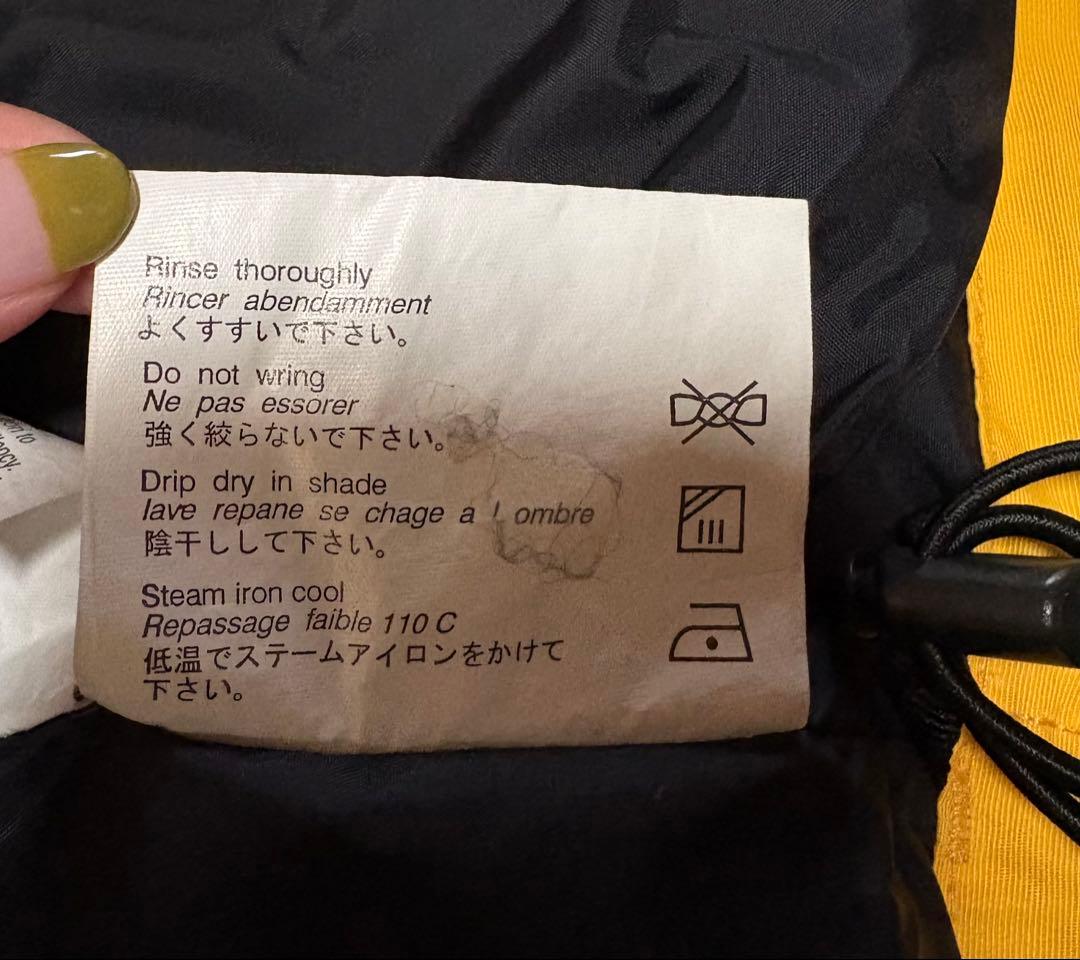 Rinse thoroughly
Rincer abendamment
よくすすいで下さい。
Do not wring
Ne pas essorer
強く絞らないで下さい。
Drip dry in shade
lave repane se chage a l ombre
陰干しして下さい。
Steam iron cool
Repassage faible 110 C
低温でスチームアイロンをかけて
下さい。